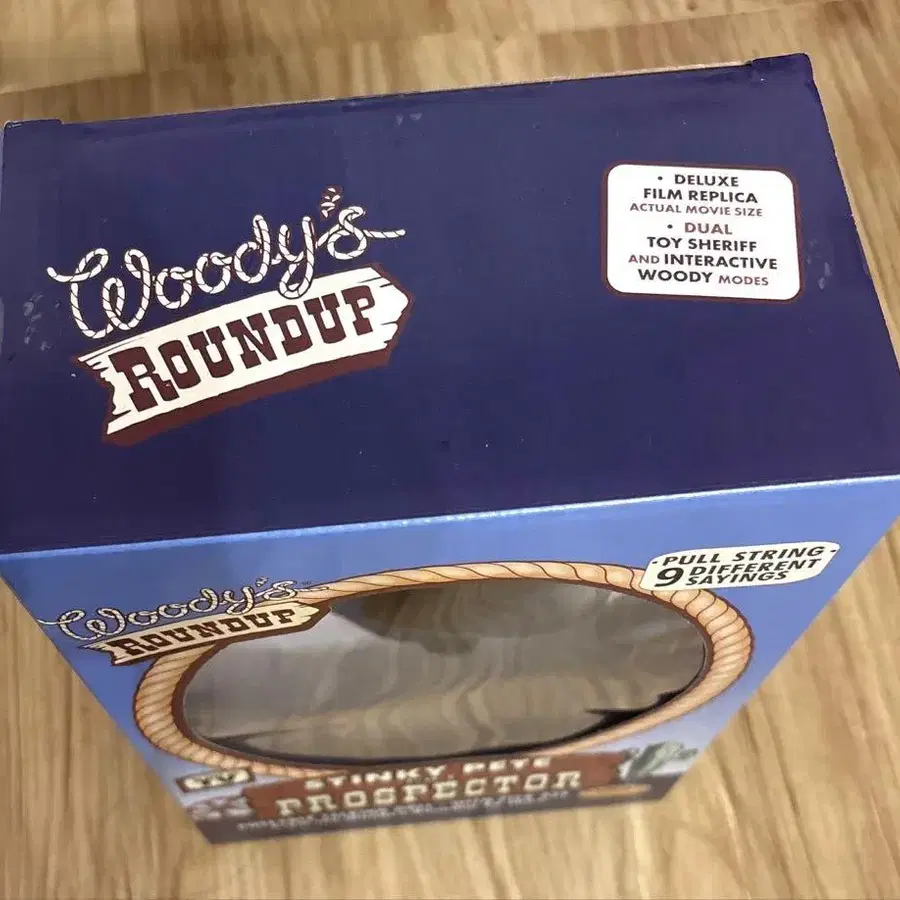 Woody's
ROUNDUP
• DELUXE
FILM REPLICA
ACTUAL MOVIE SIZE
• DUAL
TOY SHERIFF
AND INTERACTIVE
WOODY MODES
• PULL STRING •
9 DIFFERENT
SAYINGS
Woody's
ROUNDUP
STINKY PETE
PROSPECTOR